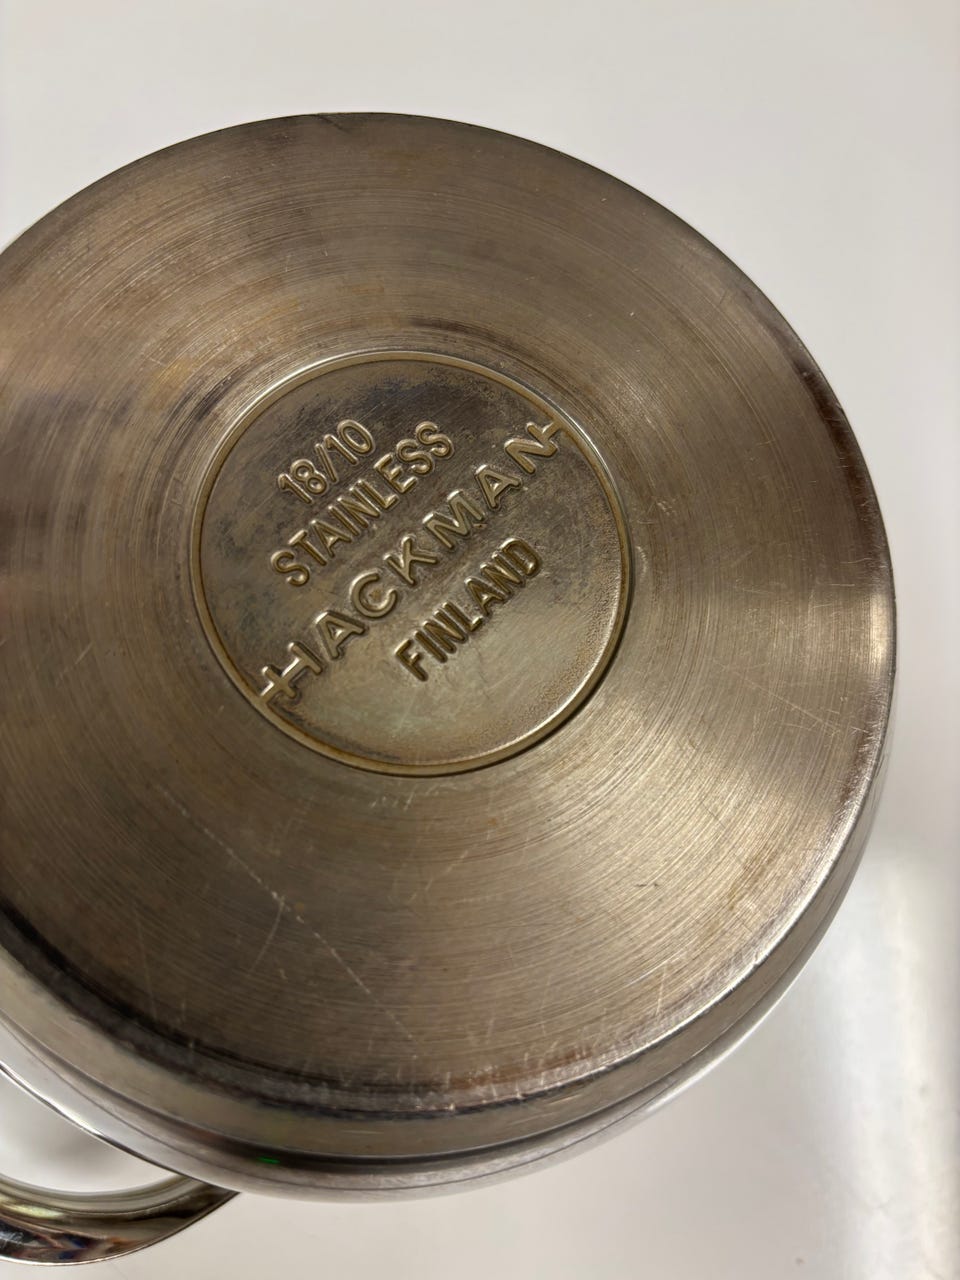 18/10
STAINLESS
HACKMAN
FINLAND